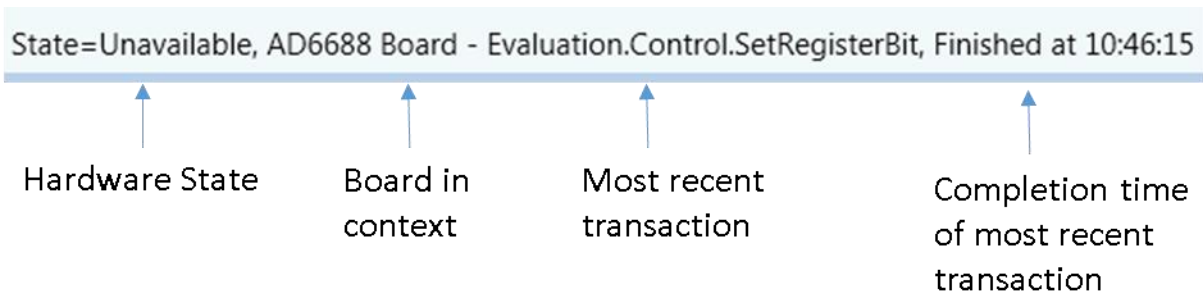 State=Unavailable, AD6688 Board - Evaluation.Control.SetRegisterBit, Finished at 10:46:15
Hardware State
Board in
context
Most recent
transaction
Completion time
of most recent
transaction